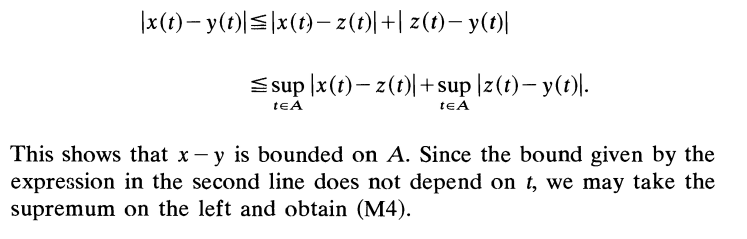 |x(t) − y(t)| ≦ |x(t) − z(t)| + | z(t) − y(t)|
≦ sup |x(t) − z(t)| + sup |z(t) − y(t)|.
t∈A t∈A
This shows that x − y is bounded on A. Since the bound given by the
expression in the second line does not depend on t, we may take the
supremum on the left and obtain (M4).